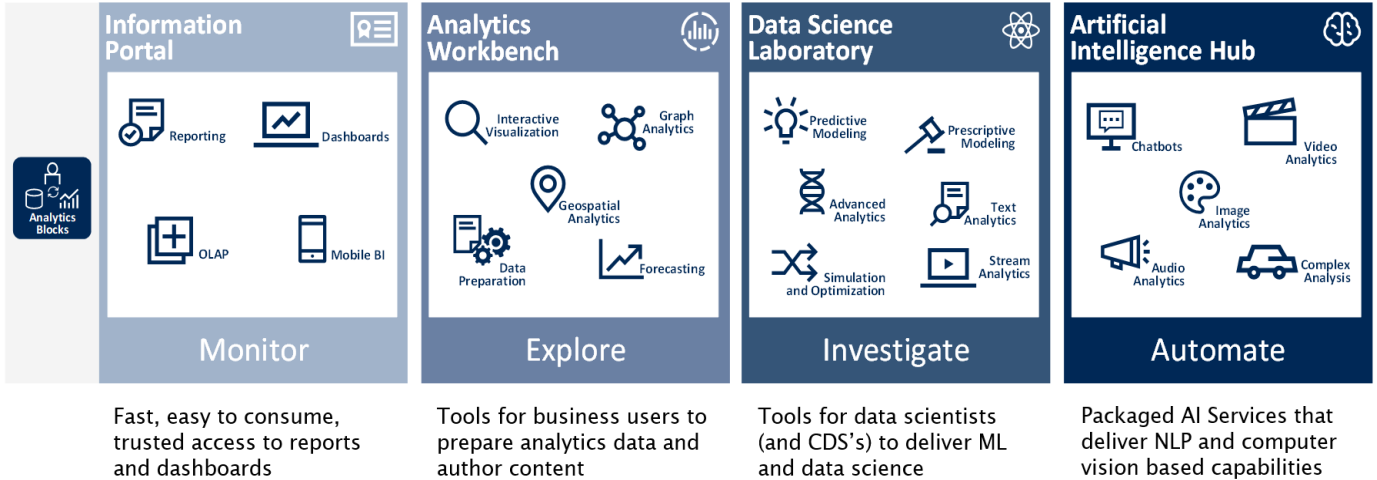 Analytics
Blocks
Information
Portal
Reporting
Dashboards
OLAP
Mobile BI
Monitor
Fast, easy to consume,
trusted access to reports
and dashboards
Analytics
Workbench
Interactive
Visualization
Graph
Analytics
Geospatial
Analytics
Data
Preparation
Forecasting
Explore
Tools for business users to
prepare analytics data and
author content
Data Science
Laboratory
Predictive
Modeling
Prescriptive
Modeling
Advanced
Analytics
Text
Analytics
Simulation
and Optimization
Stream
Analytics
Investigate
Tools for data scientists
(and CDS's) to deliver ML
and data science
Artificial
Intelligence Hub
Chatbots
Video
Analytics
Image
Analytics
Audio
Analytics
Complex
Analysis
Automate
Packaged AI Services that
deliver NLP and computer
vision based capabilities